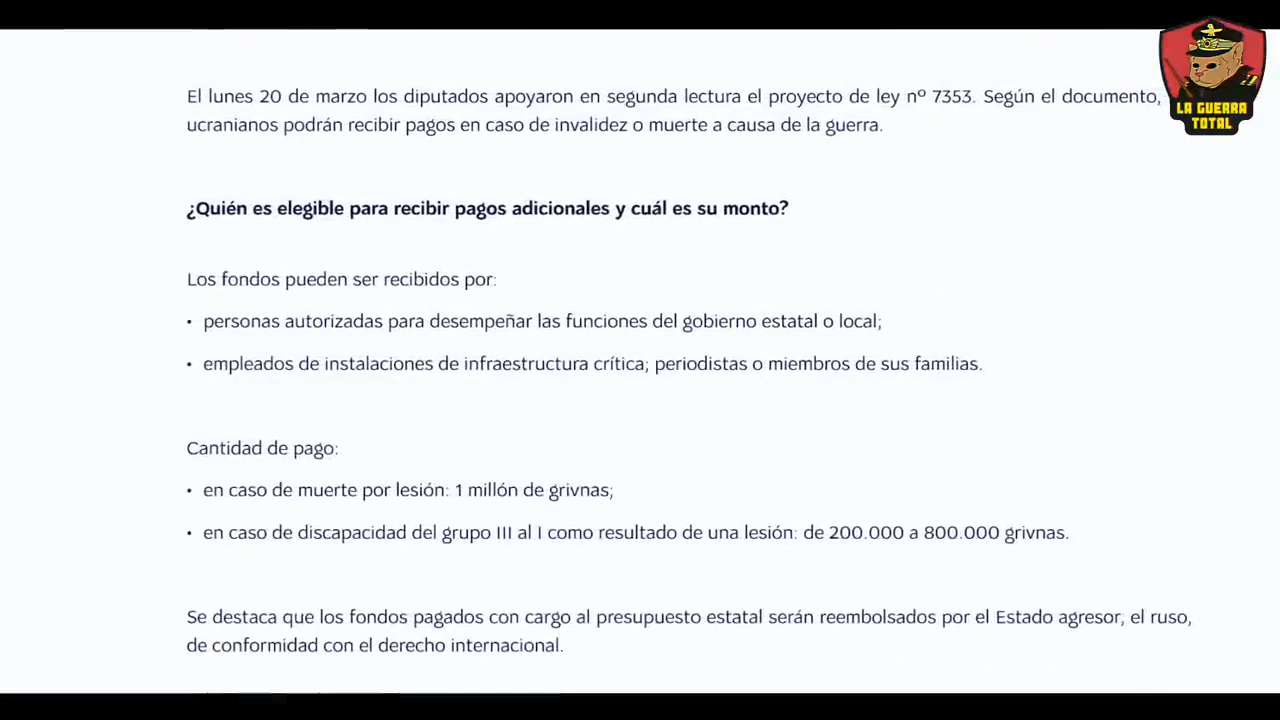 El lunes 20 de marzo los diputados apoyaron en segunda lectura el proyecto de ley nº 7353. Según el documento,
ucranianos podrán recibir pagos en caso de invalidez o muerte a causa de la guerra.
¿Quién es elegible para recibir pagos adicionales y cuál es su monto?
Los fondos pueden ser recibidos por:
• personas autorizadas para desempeñar las funciones del gobierno estatal o local;
• empleados de instalaciones de infraestructura crítica; periodistas o miembros de sus familias.
Cantidad de pago:
• en caso de muerte por lesión: 1 millón de grivnas;
• en caso de discapacidad del grupo III al I como resultado de una lesión: de 200.000 a 800.000 grivnas.
Se destaca que los fondos pagados con cargo al presupuesto estatal serán reembolsados por el Estado agresor, el ruso,
de conformidad con el derecho internacional.
LA GUERRA
TOTAL